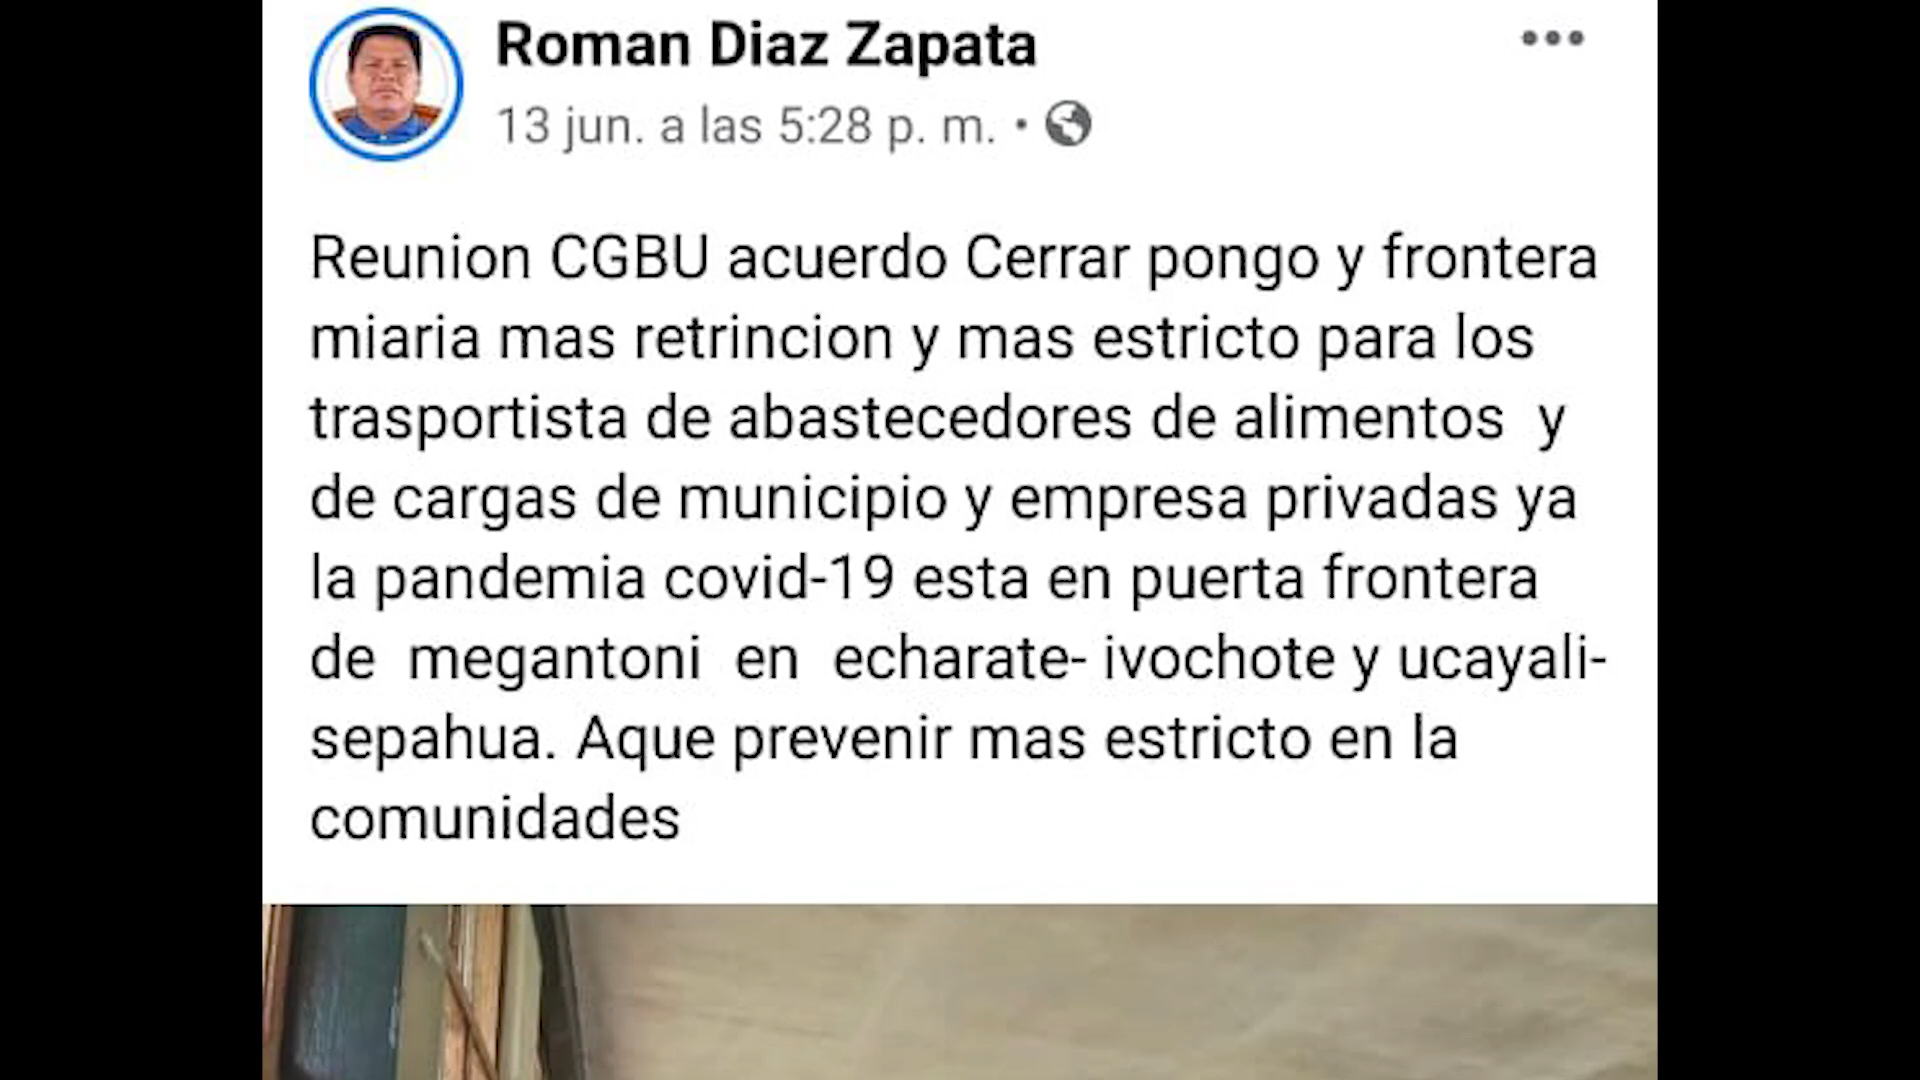 Roman Diaz Zapata
13 jun. a las 5:28 p. m. •
Reunion CGBU acuerdo Cerrar pongo y frontera
miaria mas retrincion y mas estricto para los
trasportista de abastecedores de alimentos  y
de cargas de municipio y empresa privadas ya
la pandemia covid-19 esta en puerta frontera
de  megantoni  en  echarate- ivochote y ucayali-
sepahua. Aque prevenir mas estricto en la
comunidades